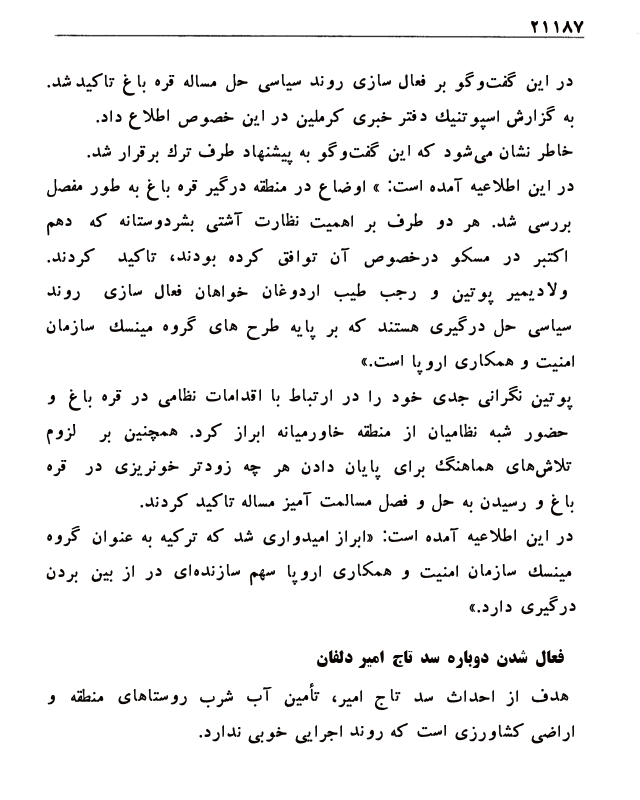 ۲۱۱۸۷
در این گفت‌وگو بر فعال سازی روند سیاسی حل مساله قره باغ تاکید شد.
به گزارش اسپوتنیك دفتر خبری کرملین در این خصوص اطلاع داد.
خاطر نشان می‌شود که این گفت‌وگو به پیشنهاد طرف ترك برقرار شد.
در این اطلاعیه آمده است: » اوضاع در منطقه درگیر قره باغ به طور مفصل
بررسی شد. هر دو طرف بر اهمیت نظارت آشتی بشردوستانه که دهم
اکتبر در مسکو درخصوص آن توافق کرده بودند، تاکید کردند.
ولادیمیر پوتین و رجب طیب اردوغان خواهان فعال سازی روند
سیاسی حل درگیری هستند که بر پایه طرح های گروه مینسك سازمان
امنیت و همکاری اروپا است.»
پوتین نگرانی جدی خود را در ارتباط با اقدامات نظامی در قره باغ و
حضور شبه نظامیان از منطقه خاورمیانه ابراز کرد. همچنین بر لزوم
تلاش‌های هماهنگ برای پایان دادن هر چه زودتر خونریزی در قره
باغ و رسیدن به حل و فصل مسالمت آمیز مساله تاکید کردند.
در این اطلاعیه آمده است: «ابراز امیدواری شد که ترکیه به عنوان گروه
مینسك سازمان امنیت و همکاری اروپا سهم سازنده‌ای در از بین بردن
درگیری دارد.»
فعال شدن دوباره سد تاج امیر دلفان
هدف از احداث سد تاج امیر، تأمین آب شرب روستاهای منطقه و
اراضی کشاورزی است که روند اجرایی خوبی ندارد.